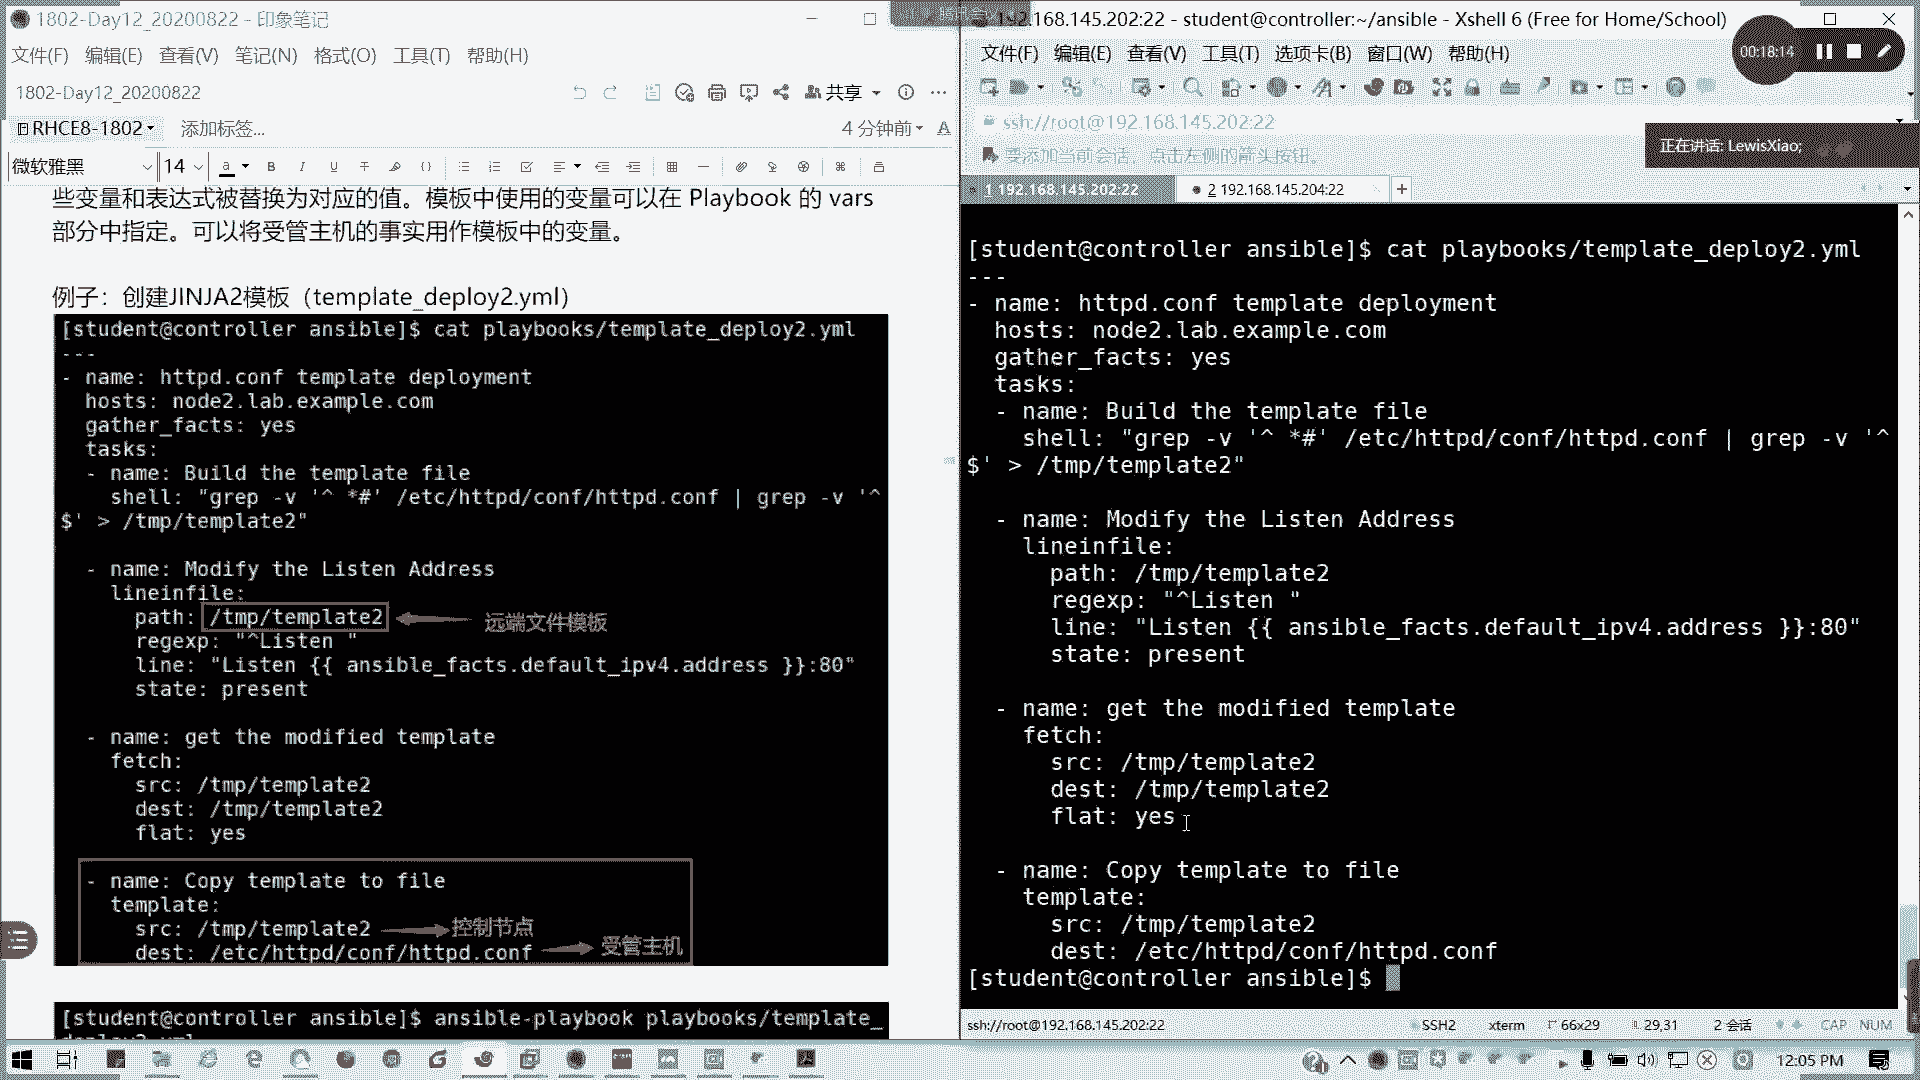 1802-Day12_20200822 - 印象笔记
文件(F) 编辑(E) 查看(V) 笔记(N) 格式(O) 工具(T) 帮助(H)
1802-Day12_20200822
共享
RHCE8-1802
添加标签...
4 分钟前
微软雅黑 14
些变量和表达式被替换为对应的值。模板中使用的变量可以在 Playbook 的 vars
部分中指定。可以将受管主机的事实用作模板中的变量。
例子：创建JINJA2模板（template_deploy2.yml）
[student@controller ansible]$ cat playbooks/template_deploy2.yml
---
- name: httpd.conf template deployment
hosts: node2.lab.example.com
gather_facts: yes
tasks:
- name: Build the template file
shell: "grep -v '^ *#' /etc/httpd/conf/httpd.conf | grep -v '^
$' > /tmp/template2"
- name: Modify the Listen Address
lineinfile:
path: /tmp/template2
远端文件模板
regexp: "^Listen "
line: "Listen {{ ansible_facts.default_ipv4.address }}:80"
state: present
- name: get the modified template
fetch:
src: /tmp/template2
dest: /tmp/template2
flat: yes
- name: Copy template to file
template:
src: /tmp/template2
控制节点
dest: /etc/httpd/conf/httpd.conf
受管主机
[student@controller ansible]$ ansible-playbook playbooks/template_
192.168.145.202:22 - student@controller:~/ansible - Xshell 6 (Free for Home/School)
文件(F) 编辑(E) 查看(V) 工具(T) 选项卡(B) 窗口(W) 帮助(H)
00:18:14
ssh://root@192.168.145.202:22
要添加当前会话，点击左侧的箭头按钮。
正在讲话: LewisXiao;
1 192.168.145.202:22
2 192.168.145.204:22
[student@controller ansible]$ cat playbooks/template_deploy2.yml
---
- name: httpd.conf template deployment
hosts: node2.lab.example.com
gather_facts: yes
tasks:
- name: Build the template file
shell: "grep -v '^ *#' /etc/httpd/conf/httpd.conf | grep -v '^
$' > /tmp/template2"
- name: Modify the Listen Address
lineinfile:
path: /tmp/template2
regexp: "^Listen "
line: "Listen {{ ansible_facts.default_ipv4.address }}:80"
state: present
- name: get the modified template
fetch:
src: /tmp/template2
dest: /tmp/template2
flat: yes
- name: Copy template to file
template:
src: /tmp/template2
dest: /etc/httpd/conf/httpd.conf
[student@controller ansible]$
ssh://root@192.168.145.202:22 SSH2 xterm 66x29 29,31 2 会话 CAP NUM
12:05 PM